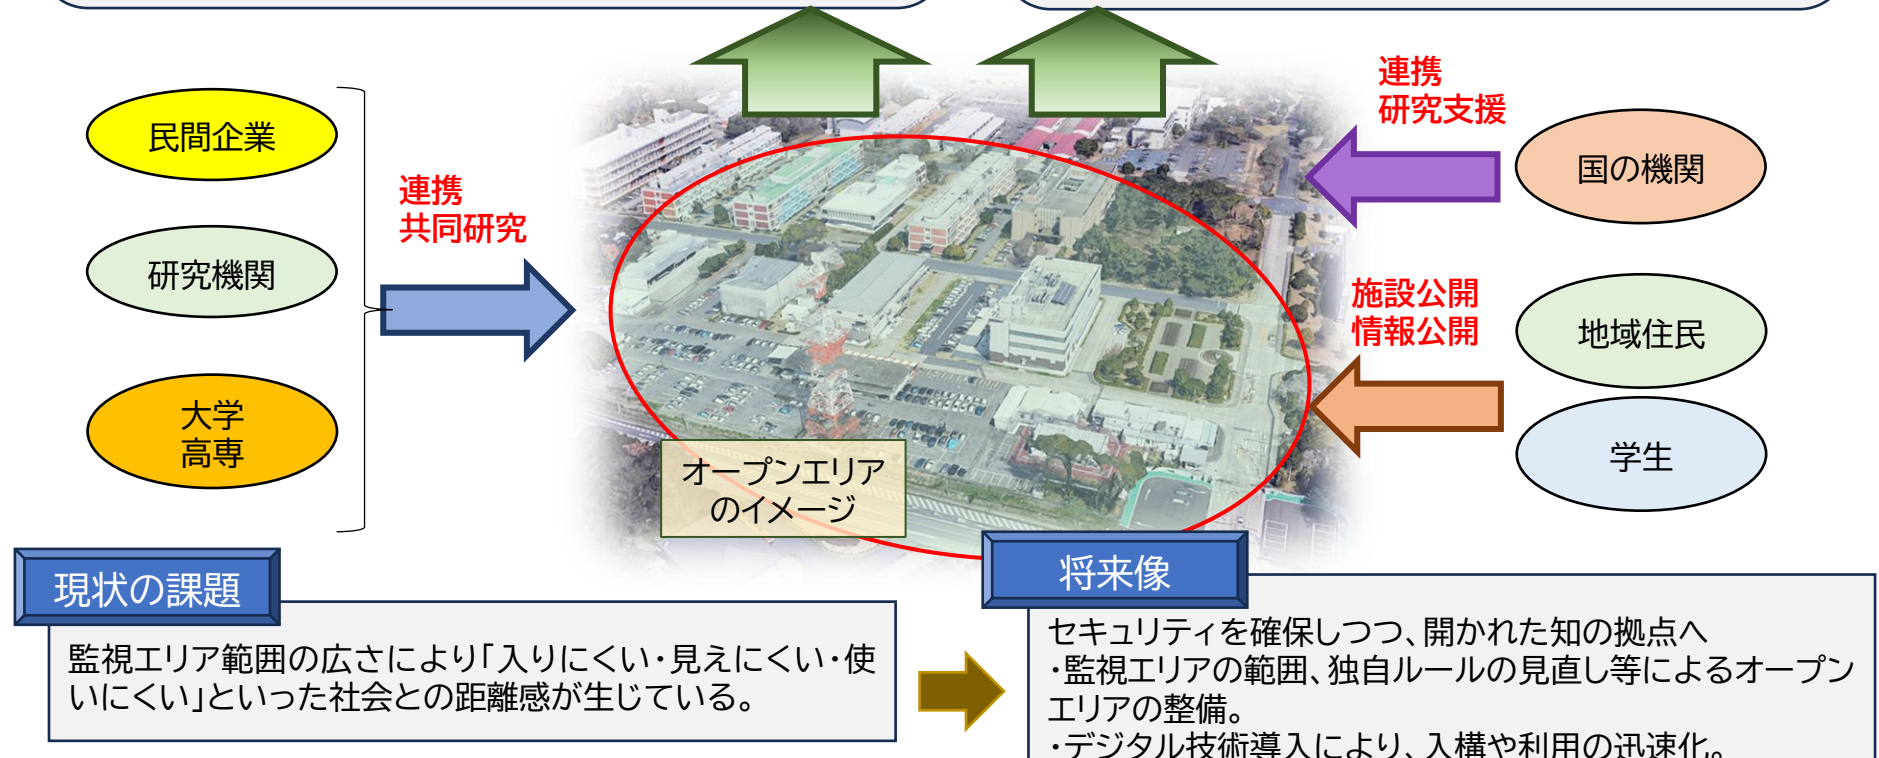 民間企業
研究機関
大学
高専
連携
共同研究
連携
研究支援
国の機関
施設公開
情報公開
地域住民
学生
オープンエリア
のイメージ
現状の課題
監視エリア範囲の広さにより「入りにくい・見えにくい・使
いにくい」といった社会との距離感が生じている。
将来像
セキュリティを確保しつつ、開かれた知の拠点へ
・監視エリアの範囲、独自ルールの見直し等によるオープン
エリアの整備。
・デジタル技術導入により、入構や利用の迅速化。